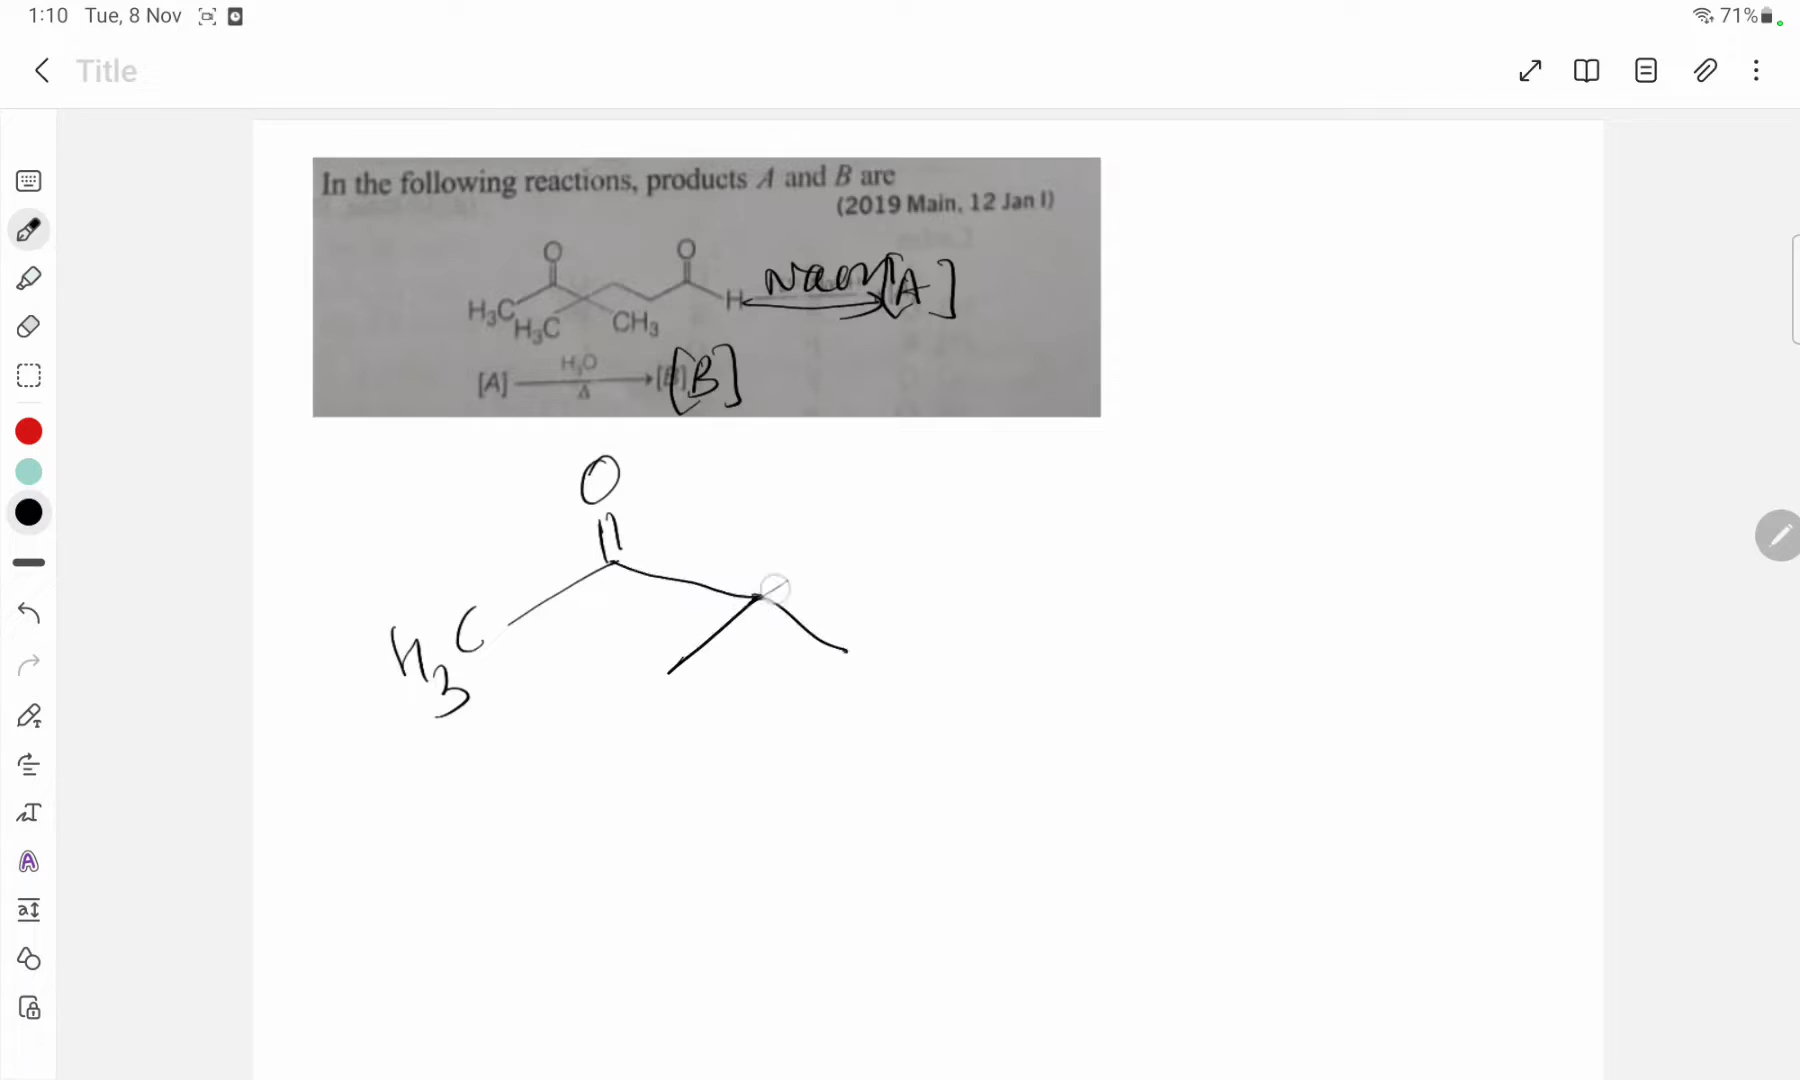 1:10 Tue, 8 Nov
71%
Title
In the following reactions, products A and B are
(2019 Main, 12 Jan I)
O O
H₃C H₃C CH₃ H NaOH [A]
[A] H₃O Δ [B]
O
H₃C